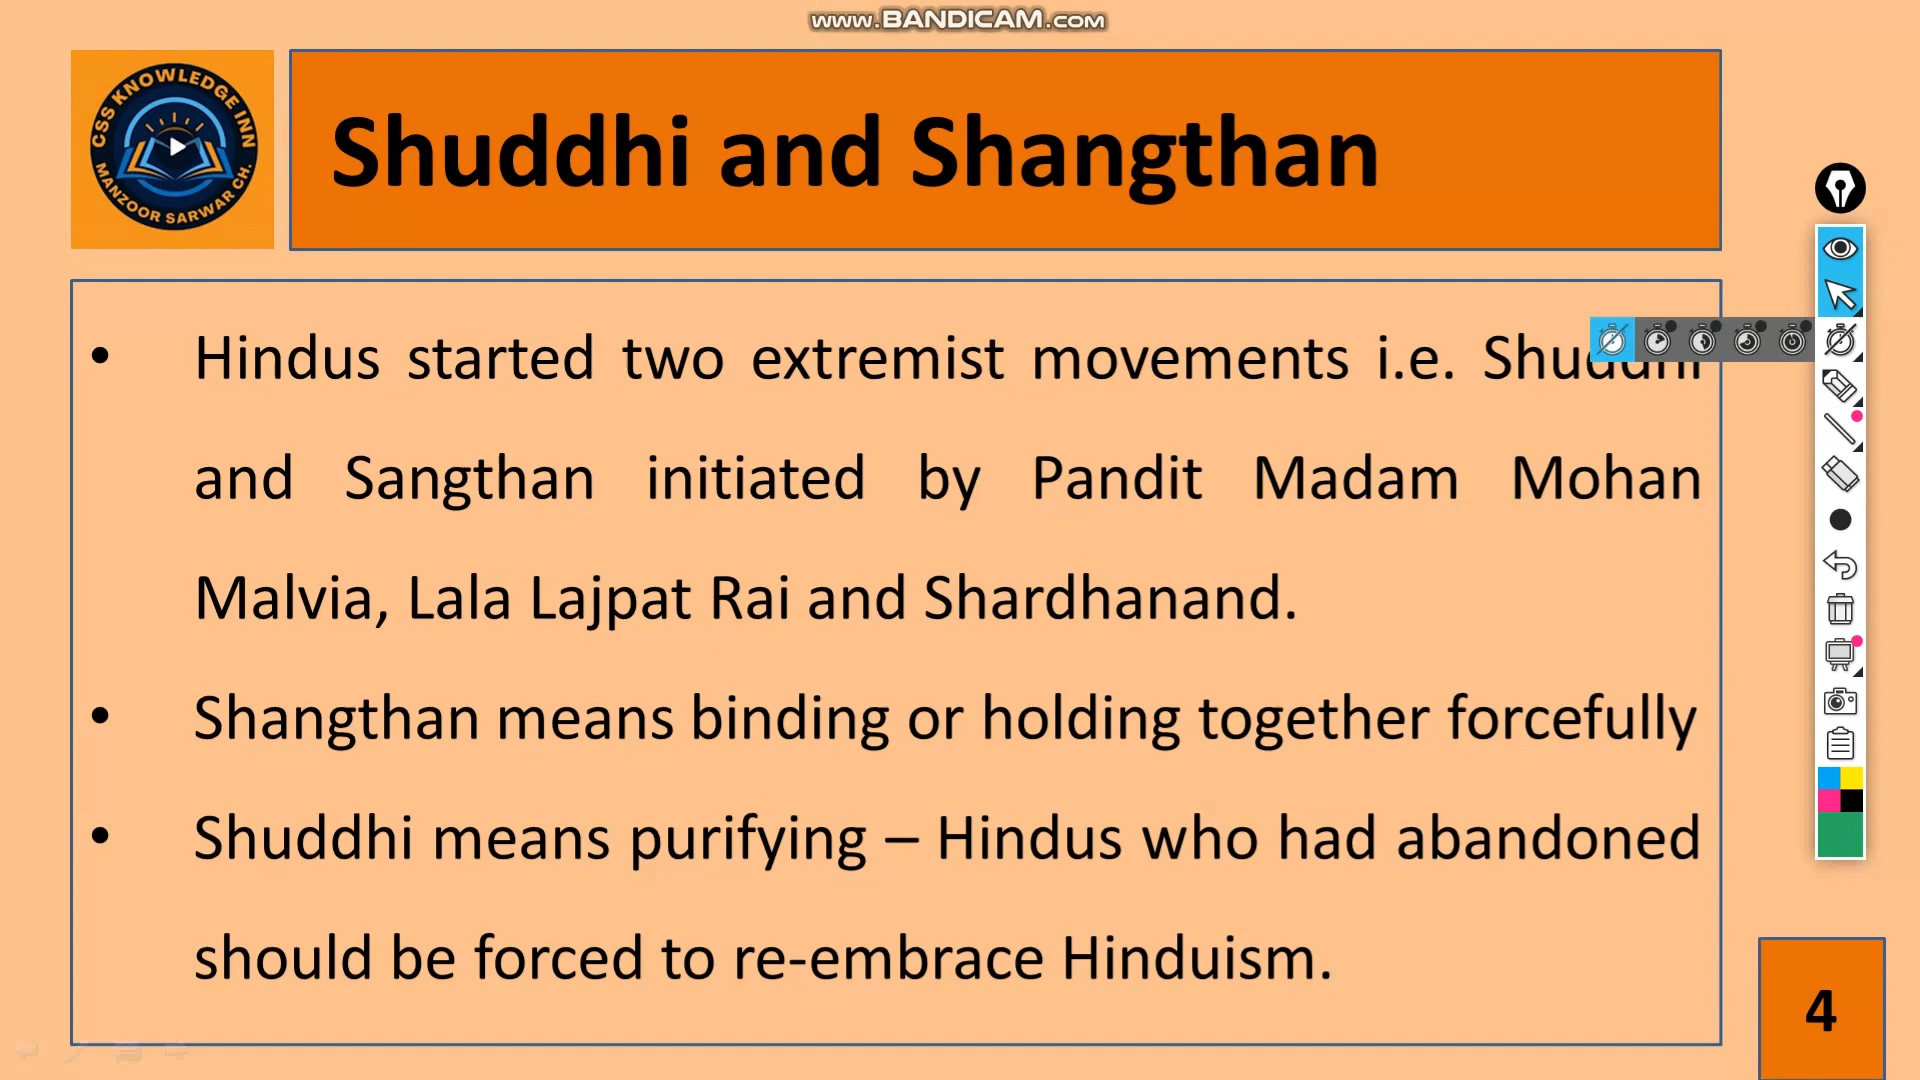 www.BANDICAM.com
CSS KNOWLEDGE INN
MANZOOR SARWAR CH.
Shuddhi and Shangthan
• Hindus started two extremist movements i.e. Shuddhi
and Sangthan initiated by Pandit Madam Mohan
Malvia, Lala Lajpat Rai and Shardhanand.
• Shangthan means binding or holding together forcefully
• Shuddhi means purifying – Hindus who had abandoned
should be forced to re-embrace Hinduism.
4